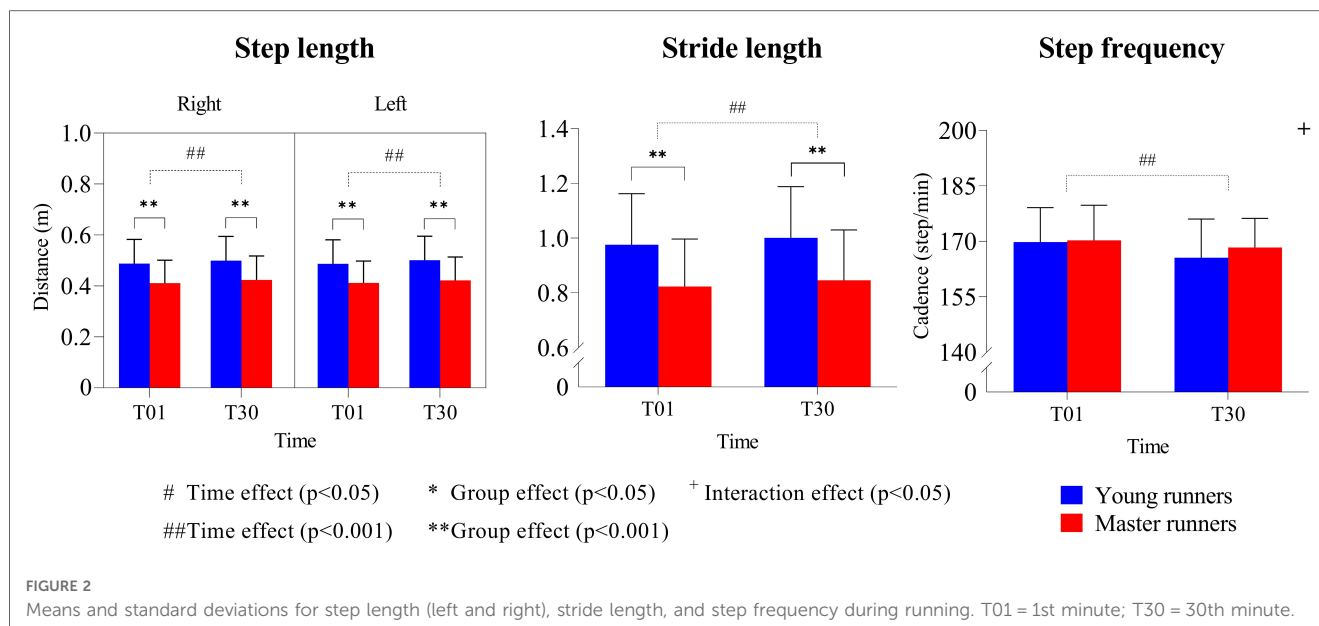 Step length
Stride length
Step frequency
Right
Left
Distance (m)
1.0
0.8
0.6
0.4
0.2
0
##
##
**
**
**
**
T01
T30
T01
T30
Time
1.4
1.2
1.0
0.8
0.6
0
##
**
**
T01
T30
Time
Cadence (step/min)
200
185
170
155
140
0
##
+
T01
T30
Time
# Time effect (p<0.05)
* Group effect (p<0.05)
+ Interaction effect (p<0.05)
##Time effect (p<0.001)
**Group effect (p<0.001)
Young runners
Master runners
FIGURE 2
Means and standard deviations for step length (left and right), stride length, and step frequency during running. T01 = 1st minute; T30 = 30th minute.